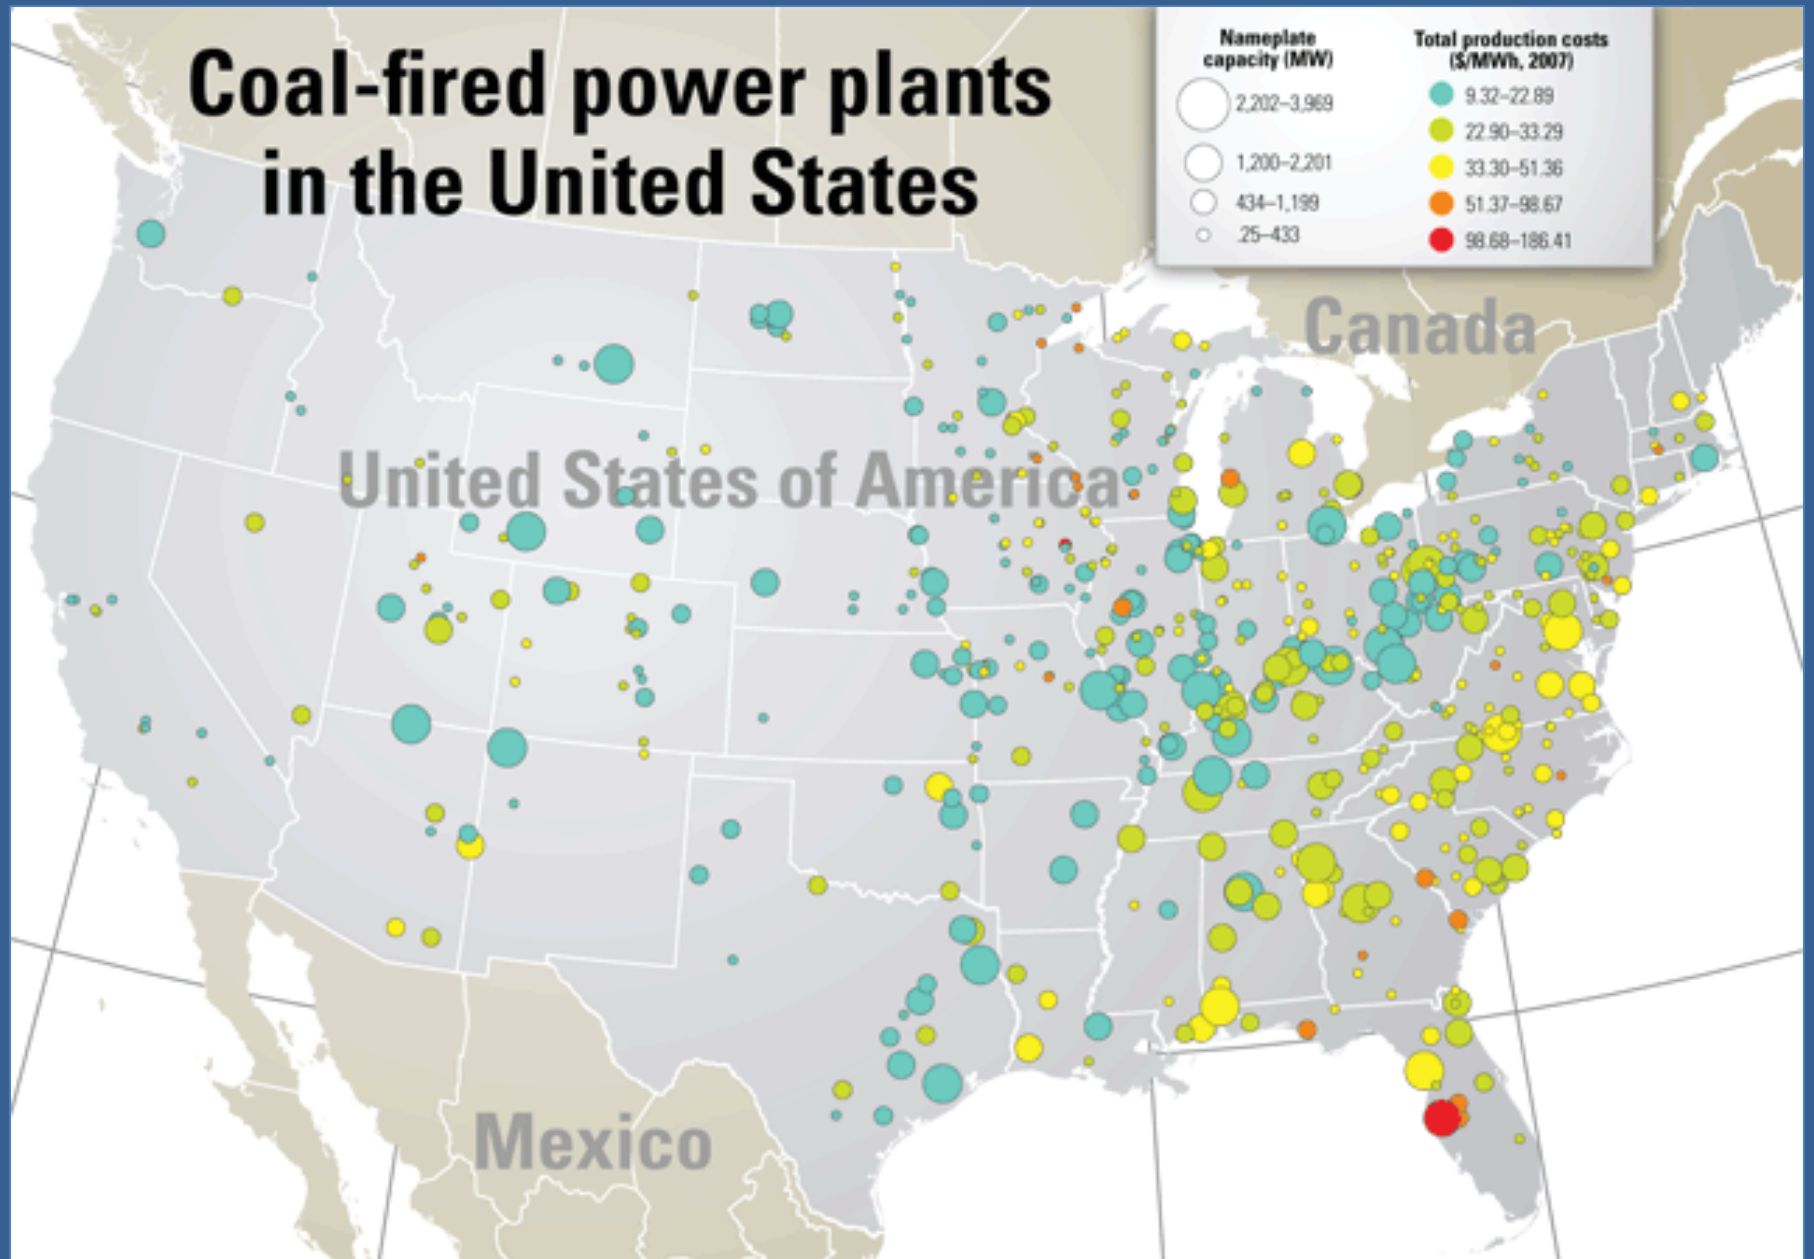 Coal-fired power plants
in the United States
Nameplate
capacity (MW)
2,202–3,969
1,200–2,201
434–1,199
.25–433
Total production costs
($/MWh, 2007)
9.32–22.89
22.90–33.29
33.30–51.36
51.37–98.67
98.68–186.41
Canada
United States of America
Mexico